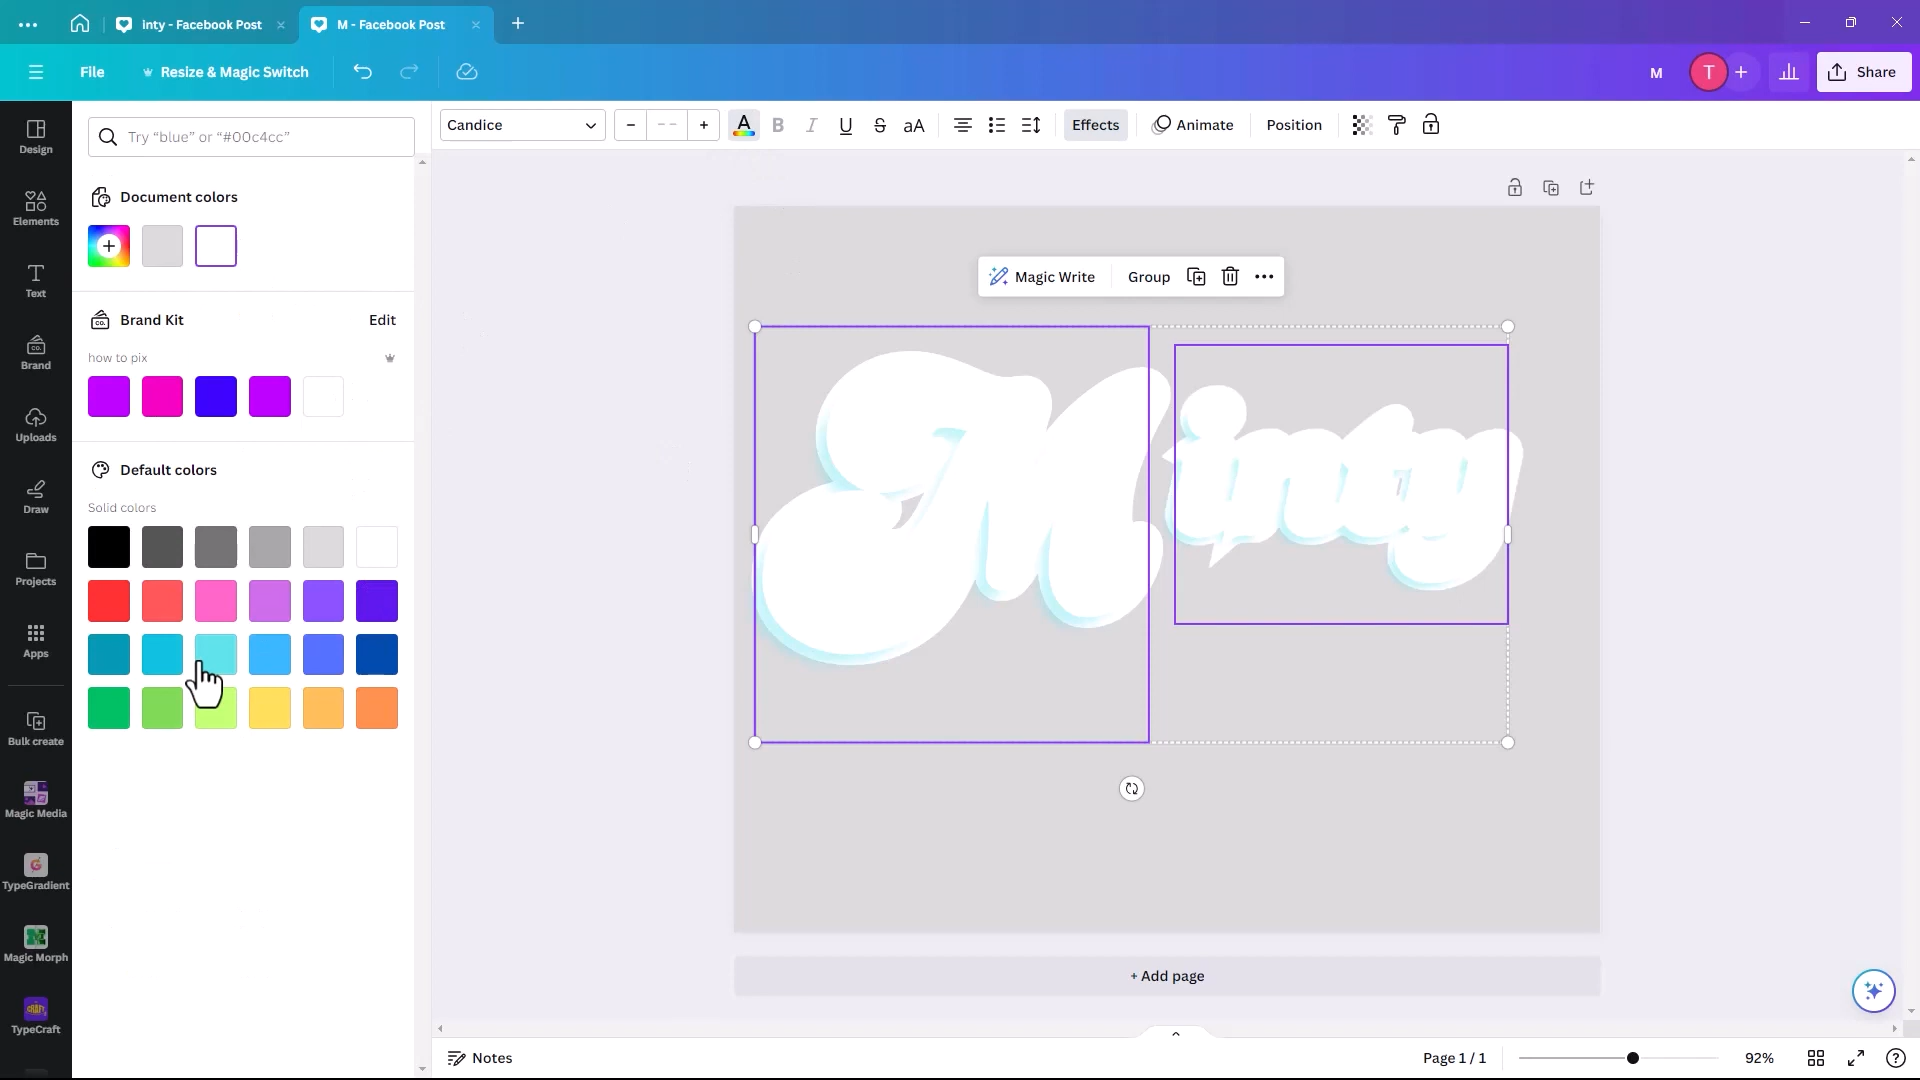 inty - Facebook Post
M - Facebook Post
File
Resize & Magic Switch
M
T
Share
Design
Elements
Text
Brand
Uploads
Draw
Projects
Apps
Bulk create
Magic Media
TypeGradient
Magic Morph
TypeCraft
Try “blue” or “#00c4cc”
Document colors
Brand Kit
Edit
how to pix
Default colors
Solid colors
Candice
A B I U S aA
Effects
Animate
Position
Magic Write
Group
Minty
+ Add page
Notes
Page 1 / 1
92%